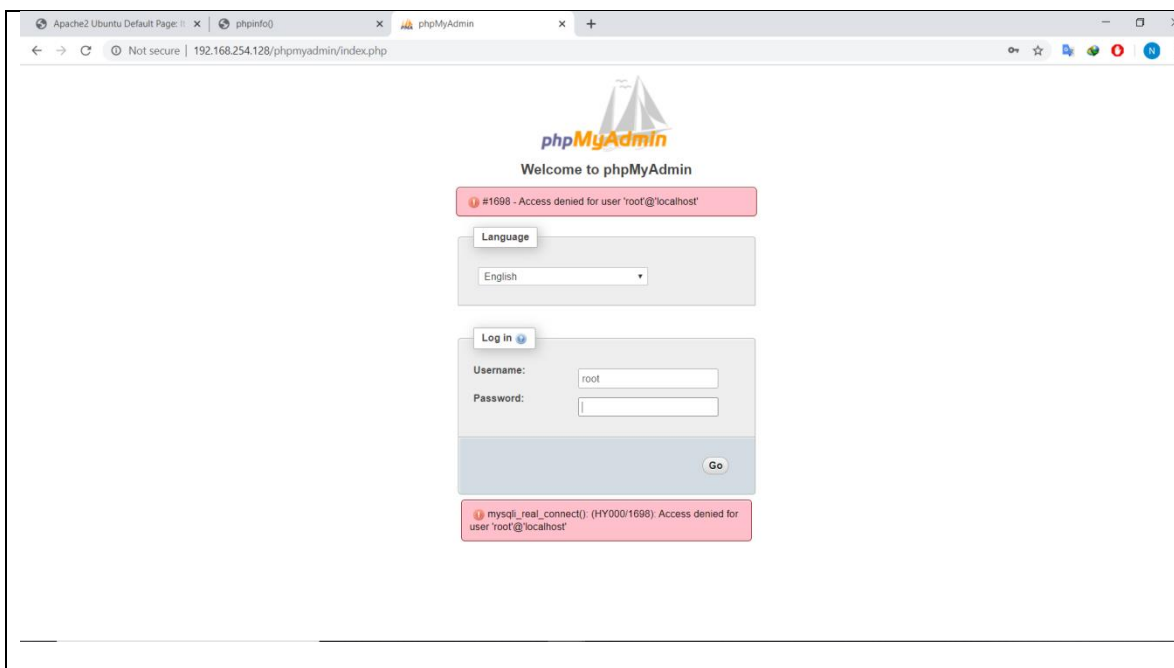 Apache2 Ubuntu Default Page: It
phpinfo()
phpMyAdmin
Not secure | 192.168.254.128/phpmyadmin/index.php
N
phpMyAdmin
Welcome to phpMyAdmin
#1698 - Access denied for user 'root'@'localhost'
Language
English
Log in
Username:
root
Password:
Go
mysqli_real_connect(): (HY000/1698): Access denied for
user 'root'@'localhost'